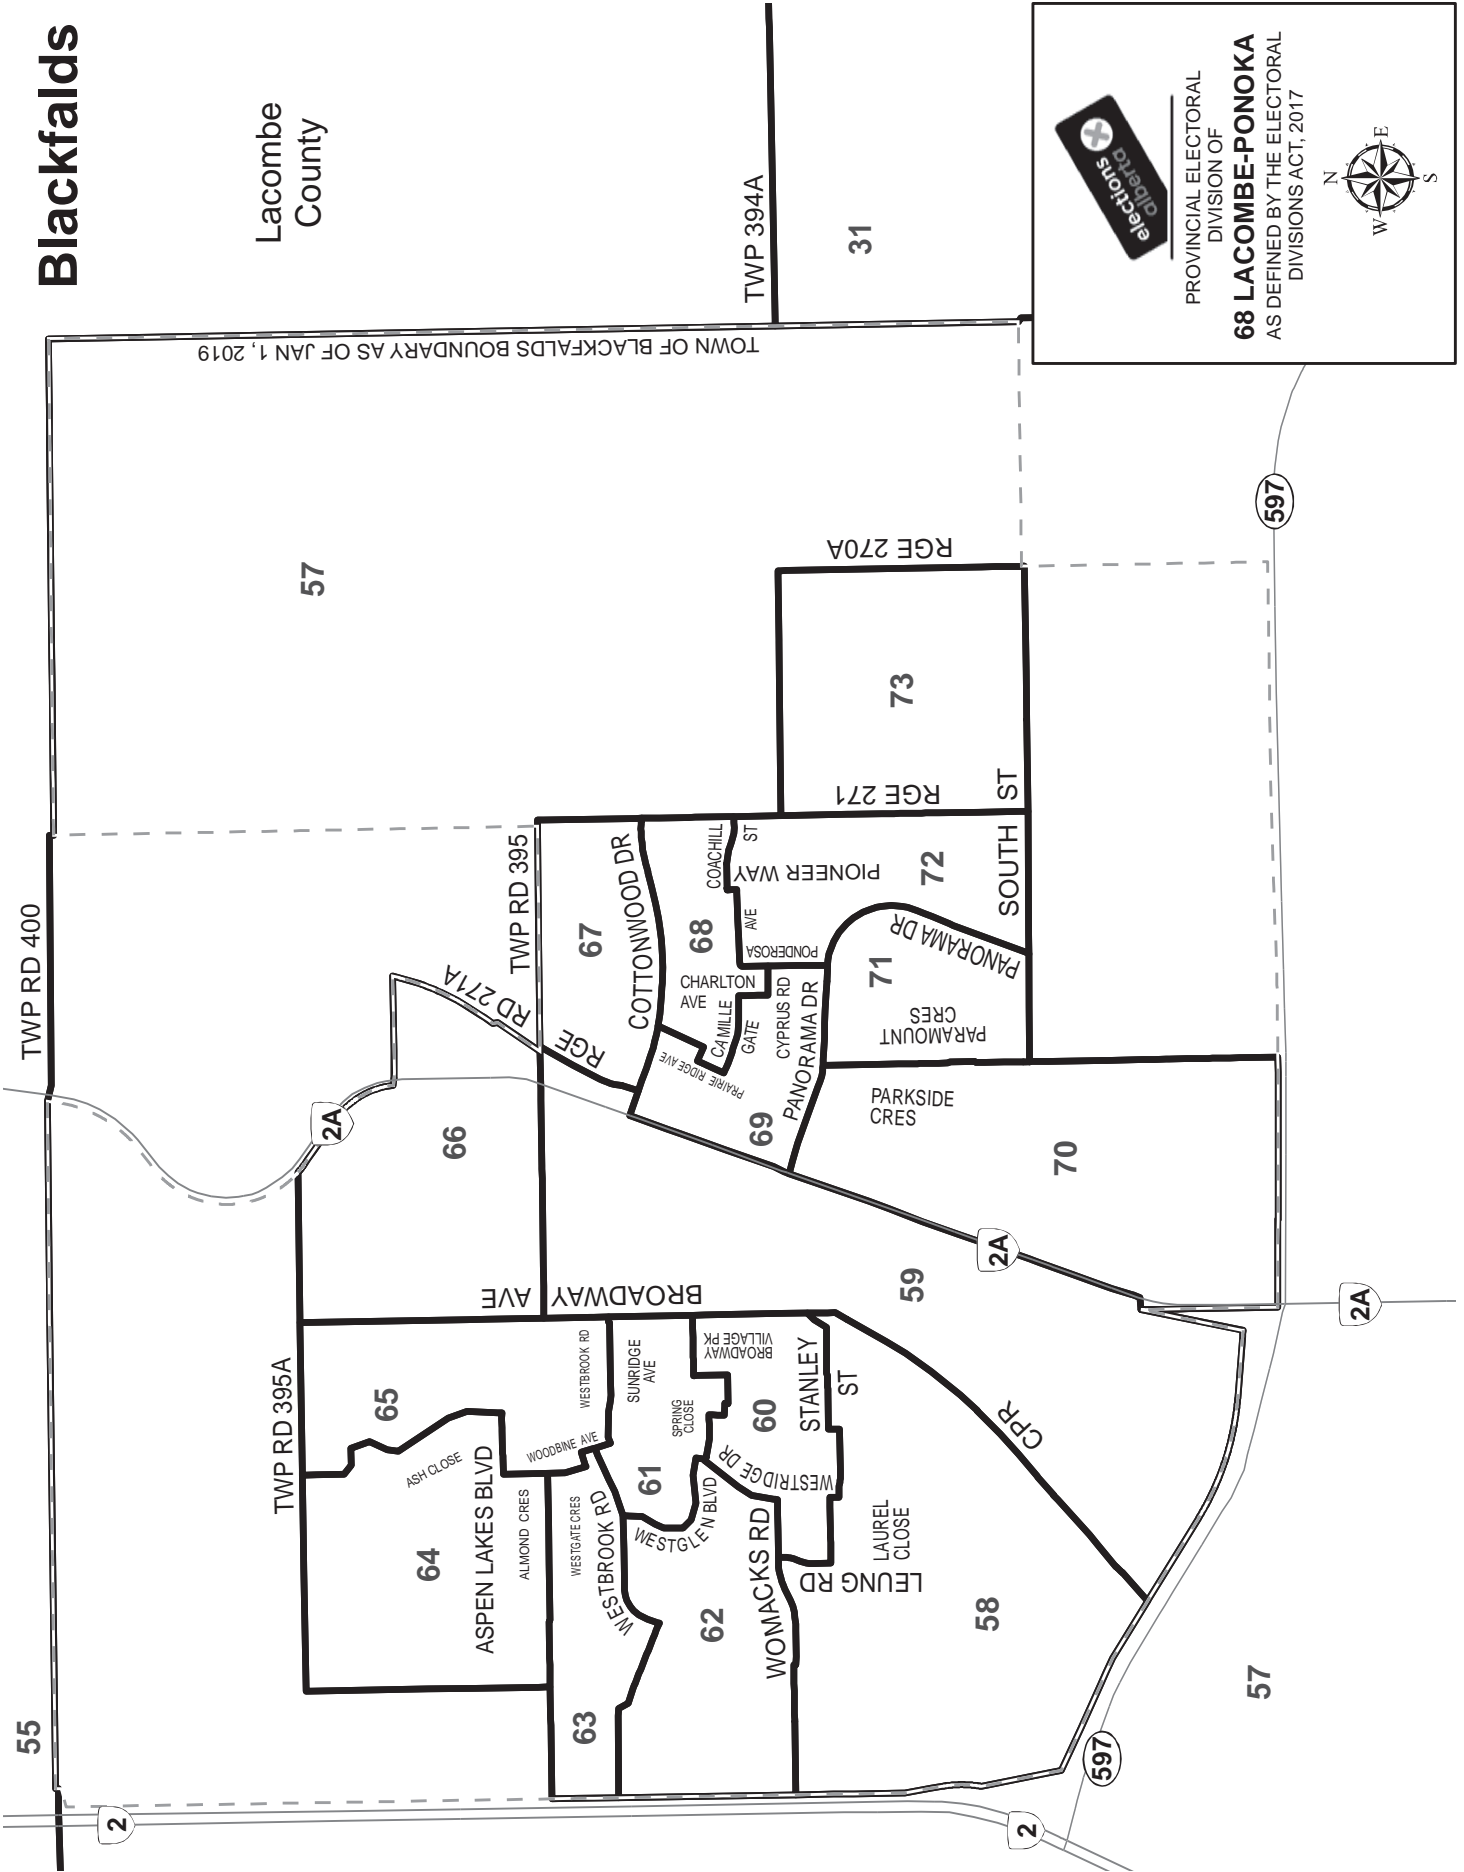 Blackfalds
Lacombe
County
TOWN OF BLACKFALDS BOUNDARY AS OF JAN 1, 2019
TWP 394A
31
57
TWP RD 400
55
2
2A
RGE
RD 271A
TWP RD 395
66
TWP RD 395A
AVE
BROADWAY
65
64
ASH CLOSE
ASPEN LAKES BLVD
ALMOND CRES
WOODBINE AVE
WESTBROOK RD
WESTGATE CRES
WESTBROOK RD
63
SUNRIDGE
AVE
61
SPRING
CLOSE
WESTGLEN BLVD
62
BROADWAY
VILLAGE PK
60
WESTRIDGE DR
WOMACKS RD
STANLEY
ST
LEUNG RD
LAUREL
CLOSE
58
CPR
59
2A
67
COTTONWOOD DR
68
COACHILL
ST
PIONEER WAY
PONDEROSA
AVE
CHARLTON
AVE
CAMILLE
GATE
CYPRUS RD
PRAIRIE RIDGE AVE
69
PANORAMA DR
PANORAMA DR
71
PARAMOUNT
CRES
72
SOUTH
ST
RGE 271
73
RGE 270A
PARKSIDE
CRES
70
2A
597
597
57
2
elections
alberta
PROVINCIAL ELECTORAL
DIVISION OF
68 LACOMBE-PONOKA
AS DEFINED BY THE ELECTORAL
DIVISIONS ACT, 2017
N
W
E
S